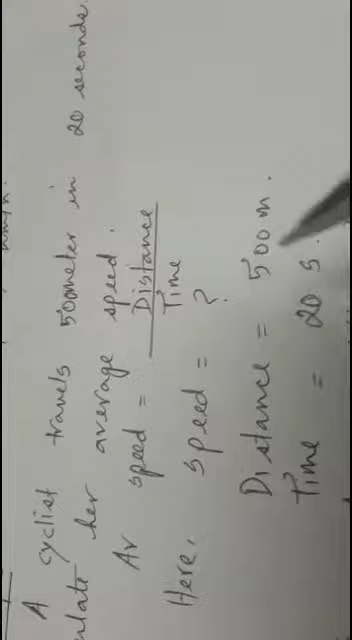 A cyclist travels 500meter in 20 seconds.
ulate her average speed.
Av speed = Distance
Time
Here, speed = ?
Distance = 500 m.
Time = 20 s.